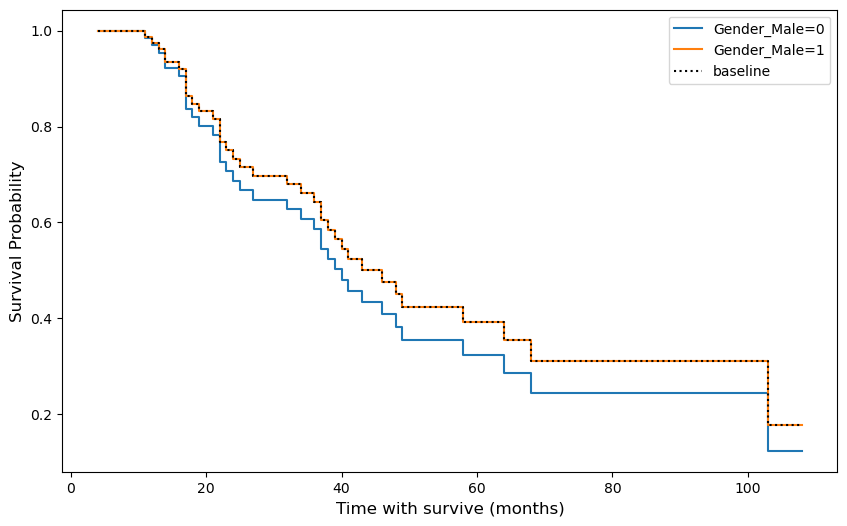 Gender_Male=0
Gender_Male=1
baseline
1.0
0.8
0.6
0.4
0.2
Survival Probability
0 20 40 60 80 100
Time with survive (months)